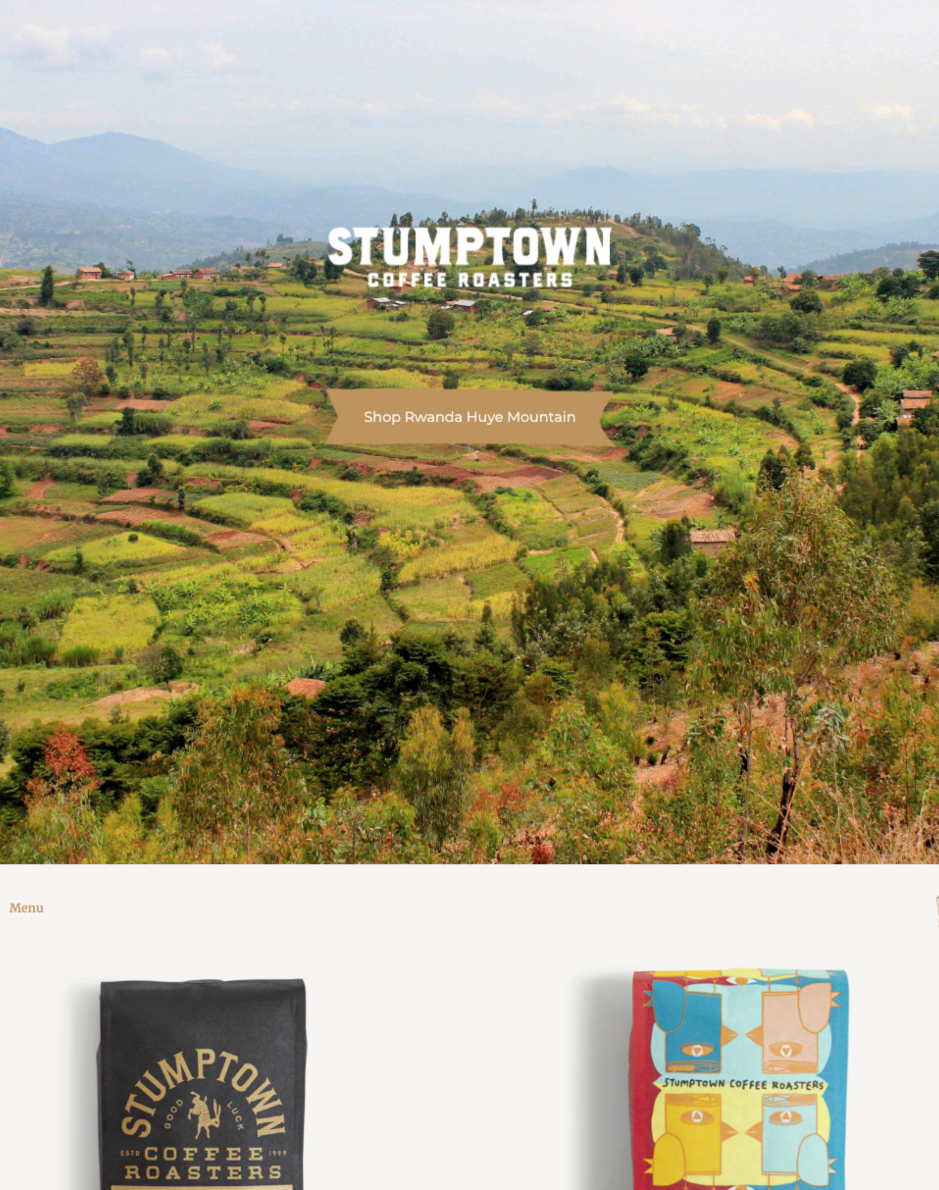 STUMPTOWN
COFFEE ROASTERS
Shop Rwanda Huye Mountain
Menu
STUMPTOWN
GOOD LUCK
ESTD COFFEE 1999
ROASTERS
STUMPTOWN COFFEE ROASTERS